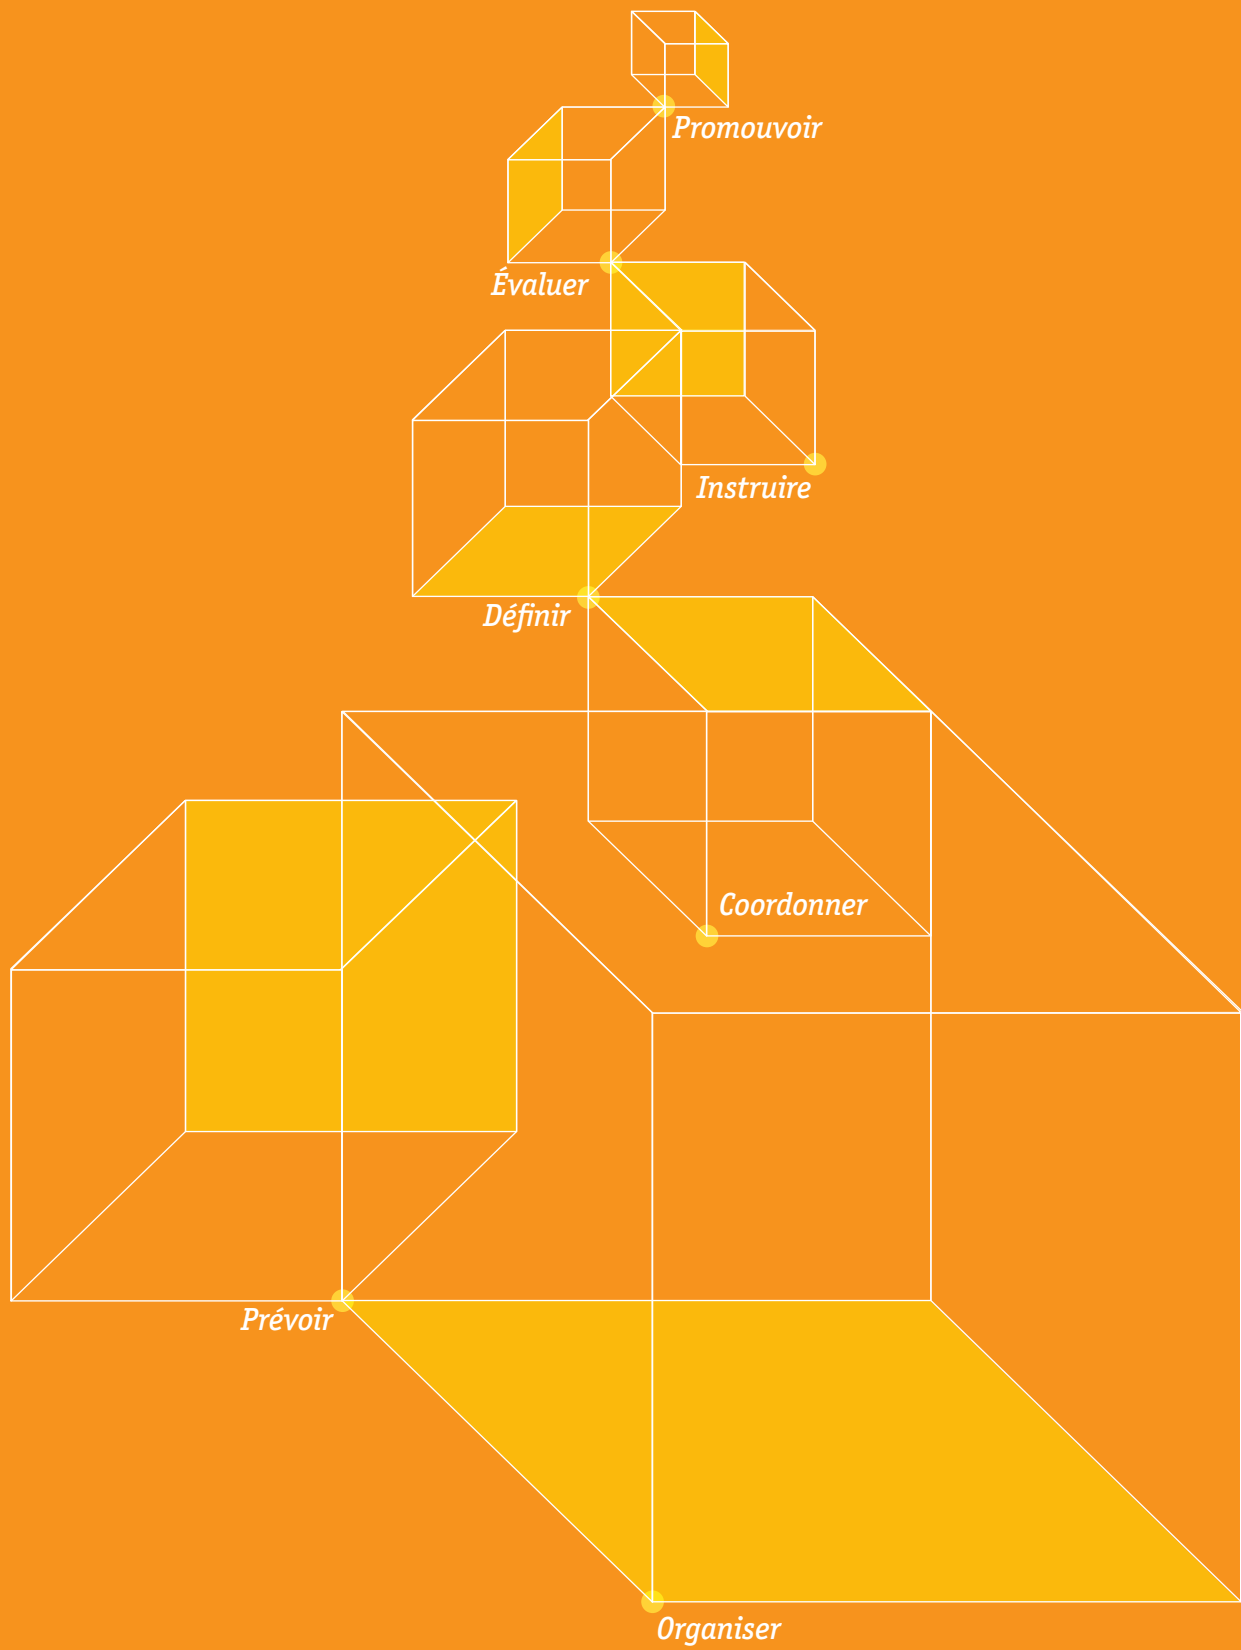 Promouvoir
Évaluer
Instruire
Définir
Coordonner
Prévoir
Organiser